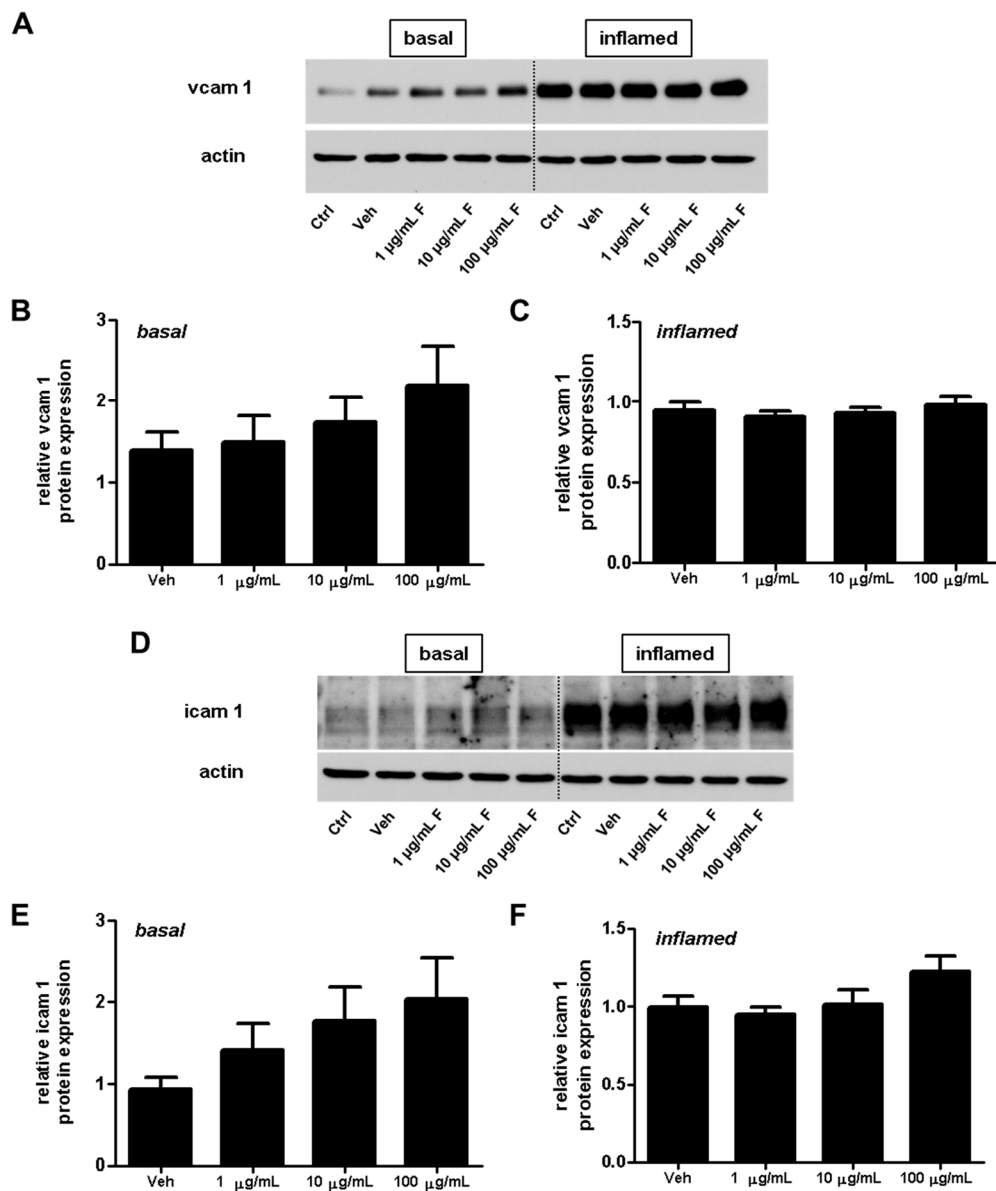 A
basal
inflamed
vcam 1
actin
Ctrl
Veh
1 µg/mL F
10 µg/mL F
100 µg/mL F
Ctrl
Veh
1 µg/mL F
10 µg/mL F
100 µg/mL F
B
basal
relative vcam 1
protein expression
3
2
1
0
Veh
1 µg/mL
10 µg/mL
100 µg/mL
C
inflamed
relative vcam 1
protein expression
1.5
1.0
0.5
0.0
Veh
1 µg/mL
10 µg/mL
100 µg/mL
D
basal
inflamed
icam 1
actin
Ctrl
Veh
1 µg/mL F
10 µg/mL F
100 µg/mL F
Ctrl
Veh
1 µg/mL F
10 µg/mL F
100 µg/mL F
E
basal
relative icam 1
protein expression
3
2
1
0
Veh
1 µg/mL
10 µg/mL
100 µg/mL
F
inflamed
relative icam 1
protein expression
1.5
1.0
0.5
0.0
Veh
1 µg/mL
10 µg/mL
100 µg/mL